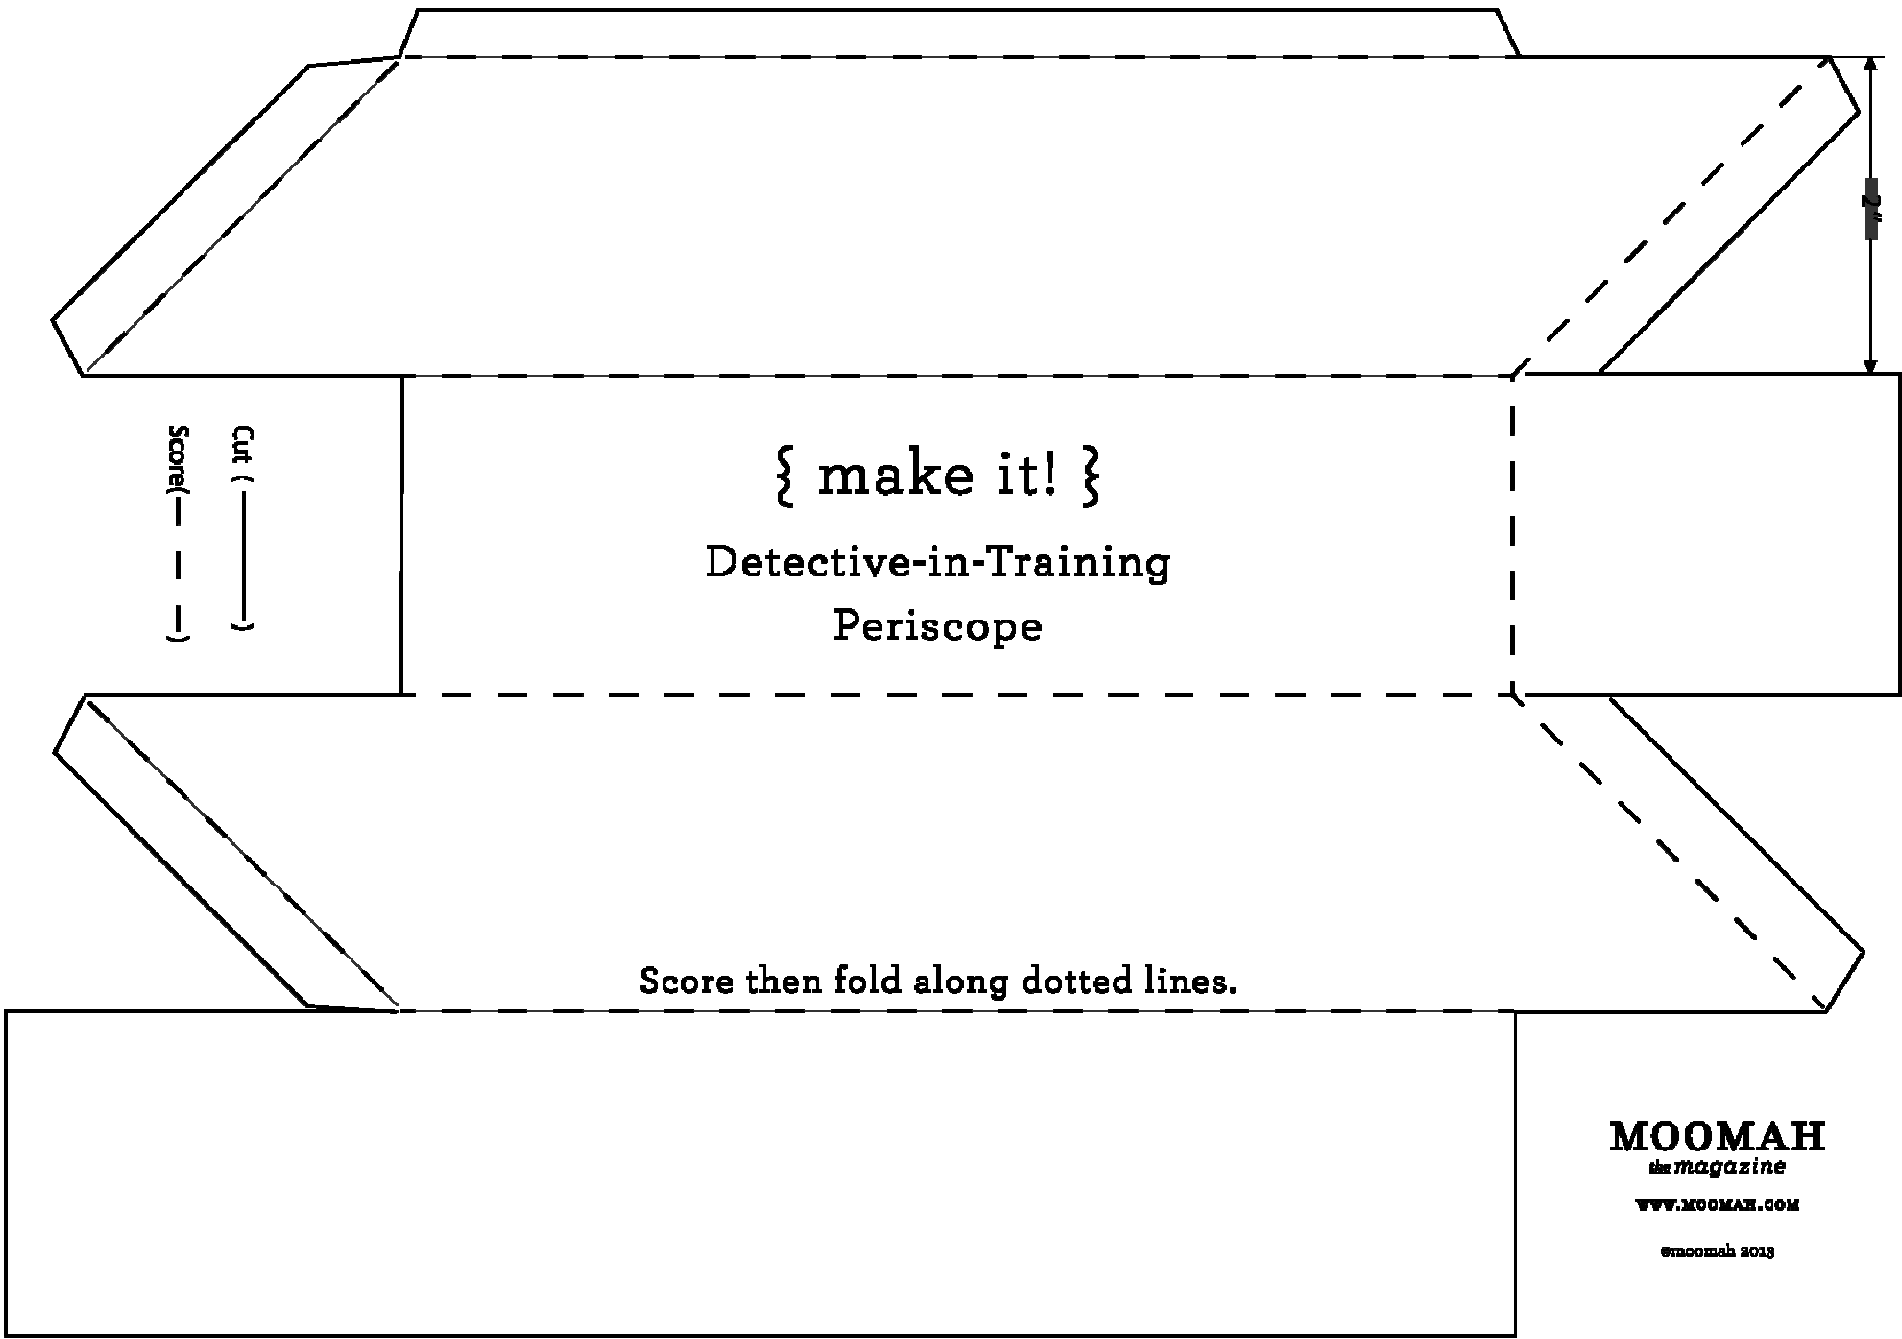 2"
Cut ( )
Score( )
{ make it! }
Detective-in-Training
Periscope
Score then fold along dotted lines.
MOOMAH
the magazine
WWW.MOOMAH.COM
©moomah 2013